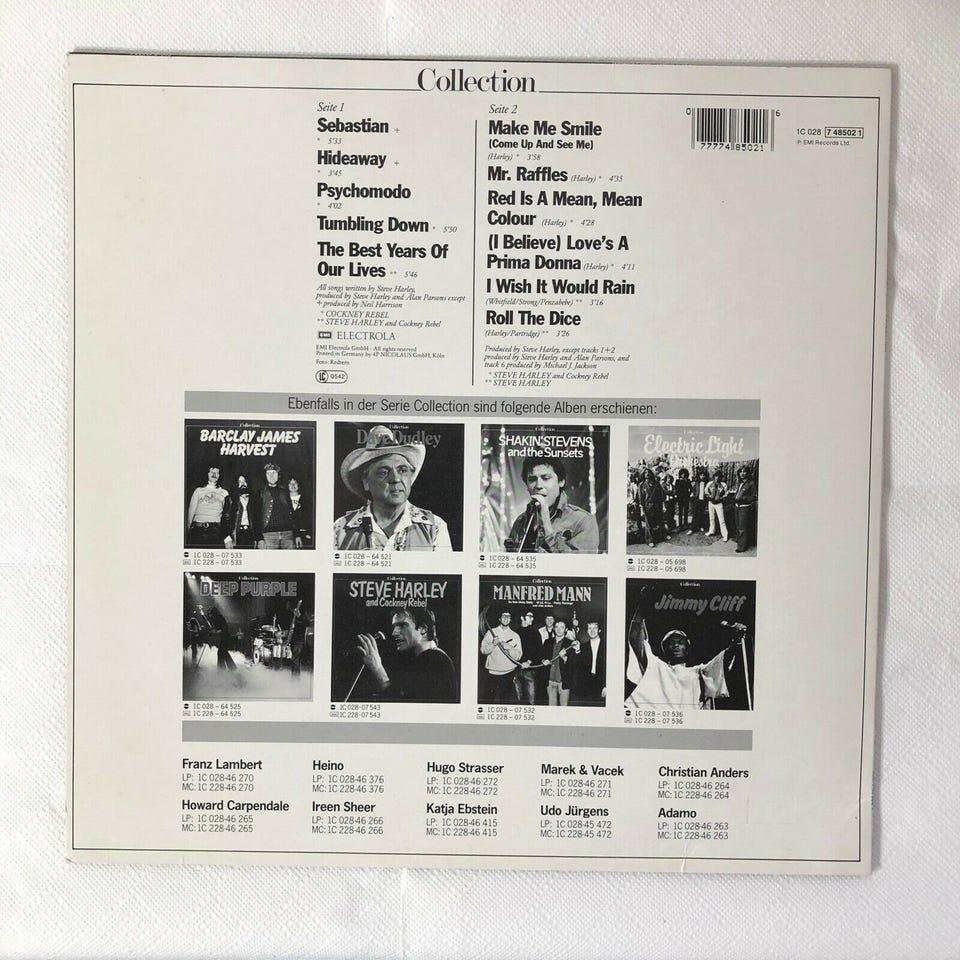 Collection
Seite 1
Sebastian +
* 5'33
Hideaway +
* 3'45
Psychomodo
* 4'02
Tumbling Down * 5'50
The Best Years Of
Our Lives ** 5'46
All songs written by Steve Harley,
produced by Steve Harley and Alan Parsons except
+ produced by Neil Harrison
* COCKNEY REBEL
** STEVE HARLEY and Cockney Rebel
EMI ELECTROLA
EMI Electrola GmbH · All rights reserved
Printed in Germany by 4P NICOLAUS GmbH, Köln
Foto: Redfern
LC 0542
Seite 2
Make Me Smile
(Come Up And See Me)
(Harley) * 3'58
Mr. Raffles (Harley) * 4'35
Red Is A Mean, Mean
Colour (Harley) * 4'28
(I Believe) Love's A
Prima Donna (Harley) * 4'11
I Wish It Would Rain
(Whitfield/Strong/Penzabebe) ** 3'16
Roll The Dice
(Harley/Partridge) ** 3'26
Produced by Steve Harley, except tracks 1+2
produced by Steve Harley and Alan Parsons, and
track 6 produced by Michael J. Jackson
* STEVE HARLEY and Cockney Rebel
** STEVE HARLEY
0 77774 85021 6
1C 028 7 48502 1
℗ EMI Records Ltd.
Ebenfalls in der Serie Collection sind folgende Alben erschienen:
Collection
BARCLAY JAMES
HARVEST
1C 028 – 07 533
1C 228 – 07 533
Collection
Dave Dudley
1C 028 – 64 521
1C 228 – 64 521
Collection
SHAKIN' STEVENS
and the Sunsets
1C 028 – 64 535
1C 228 – 64 535
Collection
Electric Light
Orchestra
1C 028 – 05 698
1C 228 – 05 698
Collection
DEEP PURPLE
1C 028 – 64 525
1C 228 – 64 525
Collection
STEVE HARLEY
and Cockney Rebel
1C 028-07 543
1C 228-07 543
Collection
MANFRED MANN
1C 028 – 07 532
1C 228 – 07 532
Collection
Jimmy Cliff
1C 028 – 07 536
1C 228 – 07 536
Franz Lambert
LP: 1C 028-46 270
MC: 1C 228-46 270
Heino
LP: 1C 028-46 376
MC: 1C 228-46 376
Hugo Strasser
LP: 1C 028-46 272
MC: 1C 228-46 272
Marek & Vacek
LP: 1C 028-46 271
MC: 1C 228-46 271
Christian Anders
LP: 1C 028-46 264
MC: 1C 228-46 264
Howard Carpendale
LP: 1C 028-46 265
MC: 1C 228-46 265
Ireen Sheer
LP: 1C 028-46 266
MC: 1C 228-46 266
Katja Ebstein
LP: 1C 028-46 415
MC: 1C 228-46 415
Udo Jürgens
LP: 1C 028-45 472
MC: 1C 228-45 472
Adamo
LP: 1C 028-46 263
MC: 1C 228-46 263